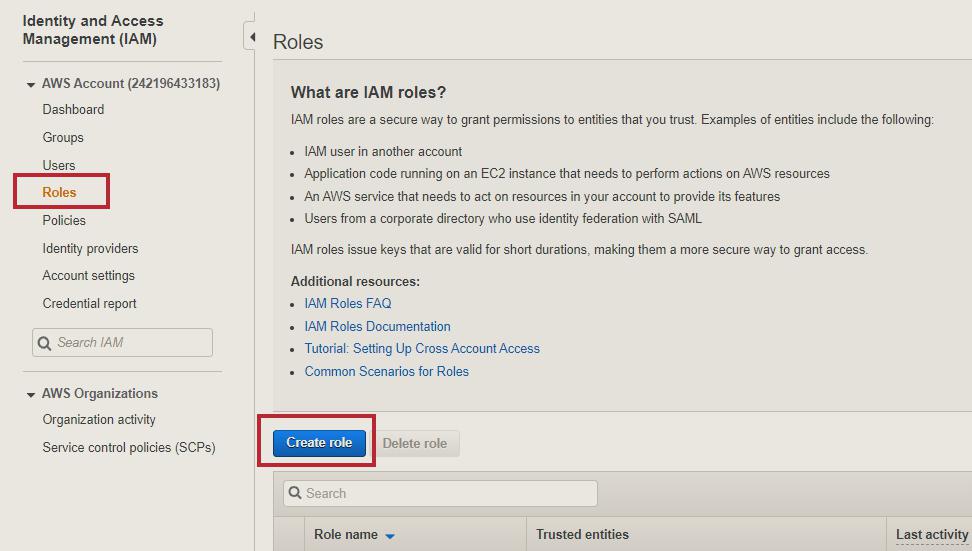 Identity and Access
Management (IAM)
AWS Account (242196433183)
Dashboard
Groups
Users
Roles
Policies
Identity providers
Account settings
Credential report
Search IAM
AWS Organizations
Organization activity
Service control policies (SCPs)
Roles
What are IAM roles?
IAM roles are a secure way to grant permissions to entities that you trust. Examples of entities include the following:
IAM user in another account
Application code running on an EC2 instance that needs to perform actions on AWS resources
An AWS service that needs to act on resources in your account to provide its features
Users from a corporate directory who use identity federation with SAML
IAM roles issue keys that are valid for short durations, making them a more secure way to grant access.
Additional resources:
IAM Roles FAQ
IAM Roles Documentation
Tutorial: Setting Up Cross Account Access
Common Scenarios for Roles
Create role Delete role
Search
Role name Trusted entities Last activity